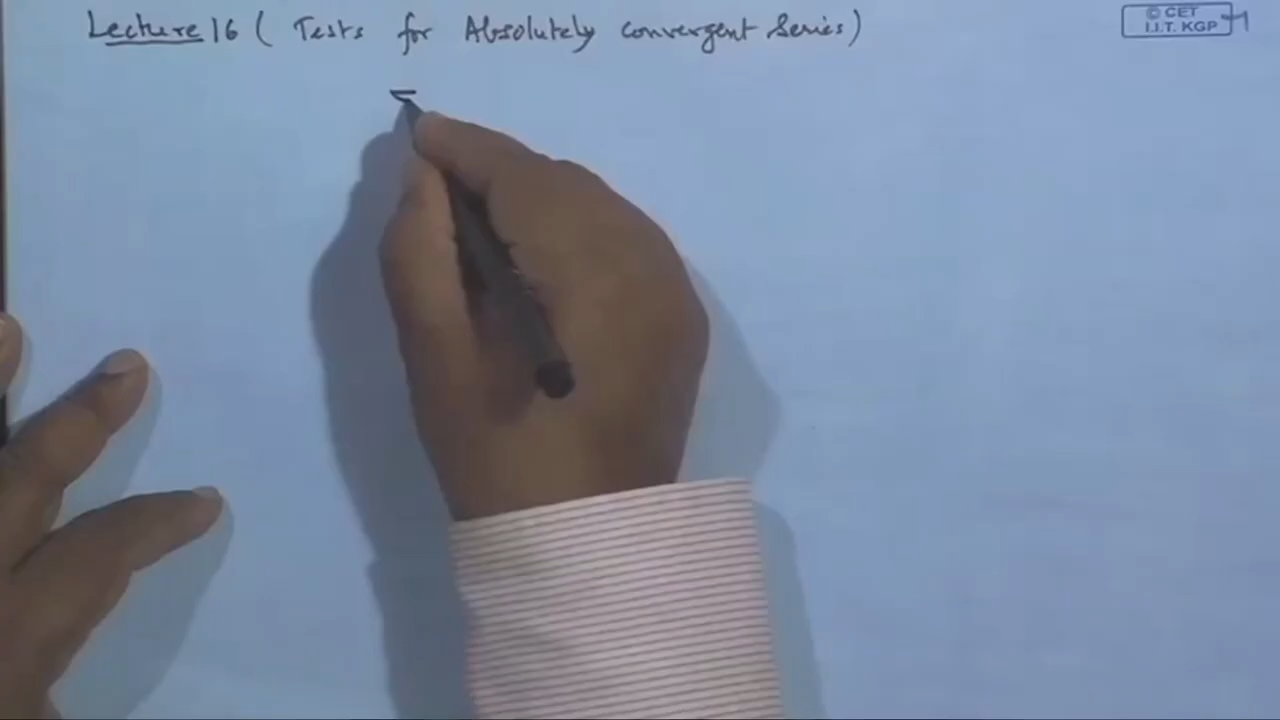 Lecture 16 ( Tests for Absolutely convergent Series)
© CET
I.I.T. KGP